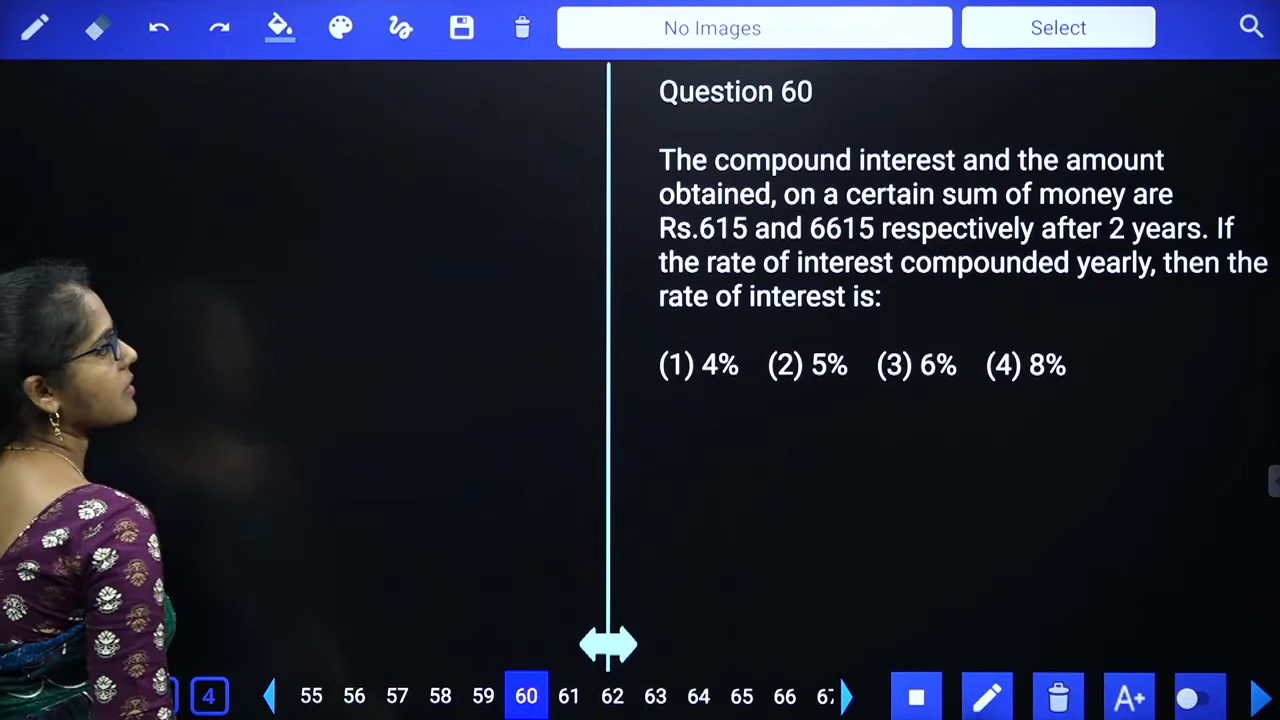 No Images
Select
Question 60
The compound interest and the amount
obtained, on a certain sum of money are
Rs.615 and 6615 respectively after 2 years. If
the rate of interest compounded yearly, then the
rate of interest is:
(1) 4% (2) 5% (3) 6% (4) 8%
4 55 56 57 58 59 60 61 62 63 64 65 66 A+